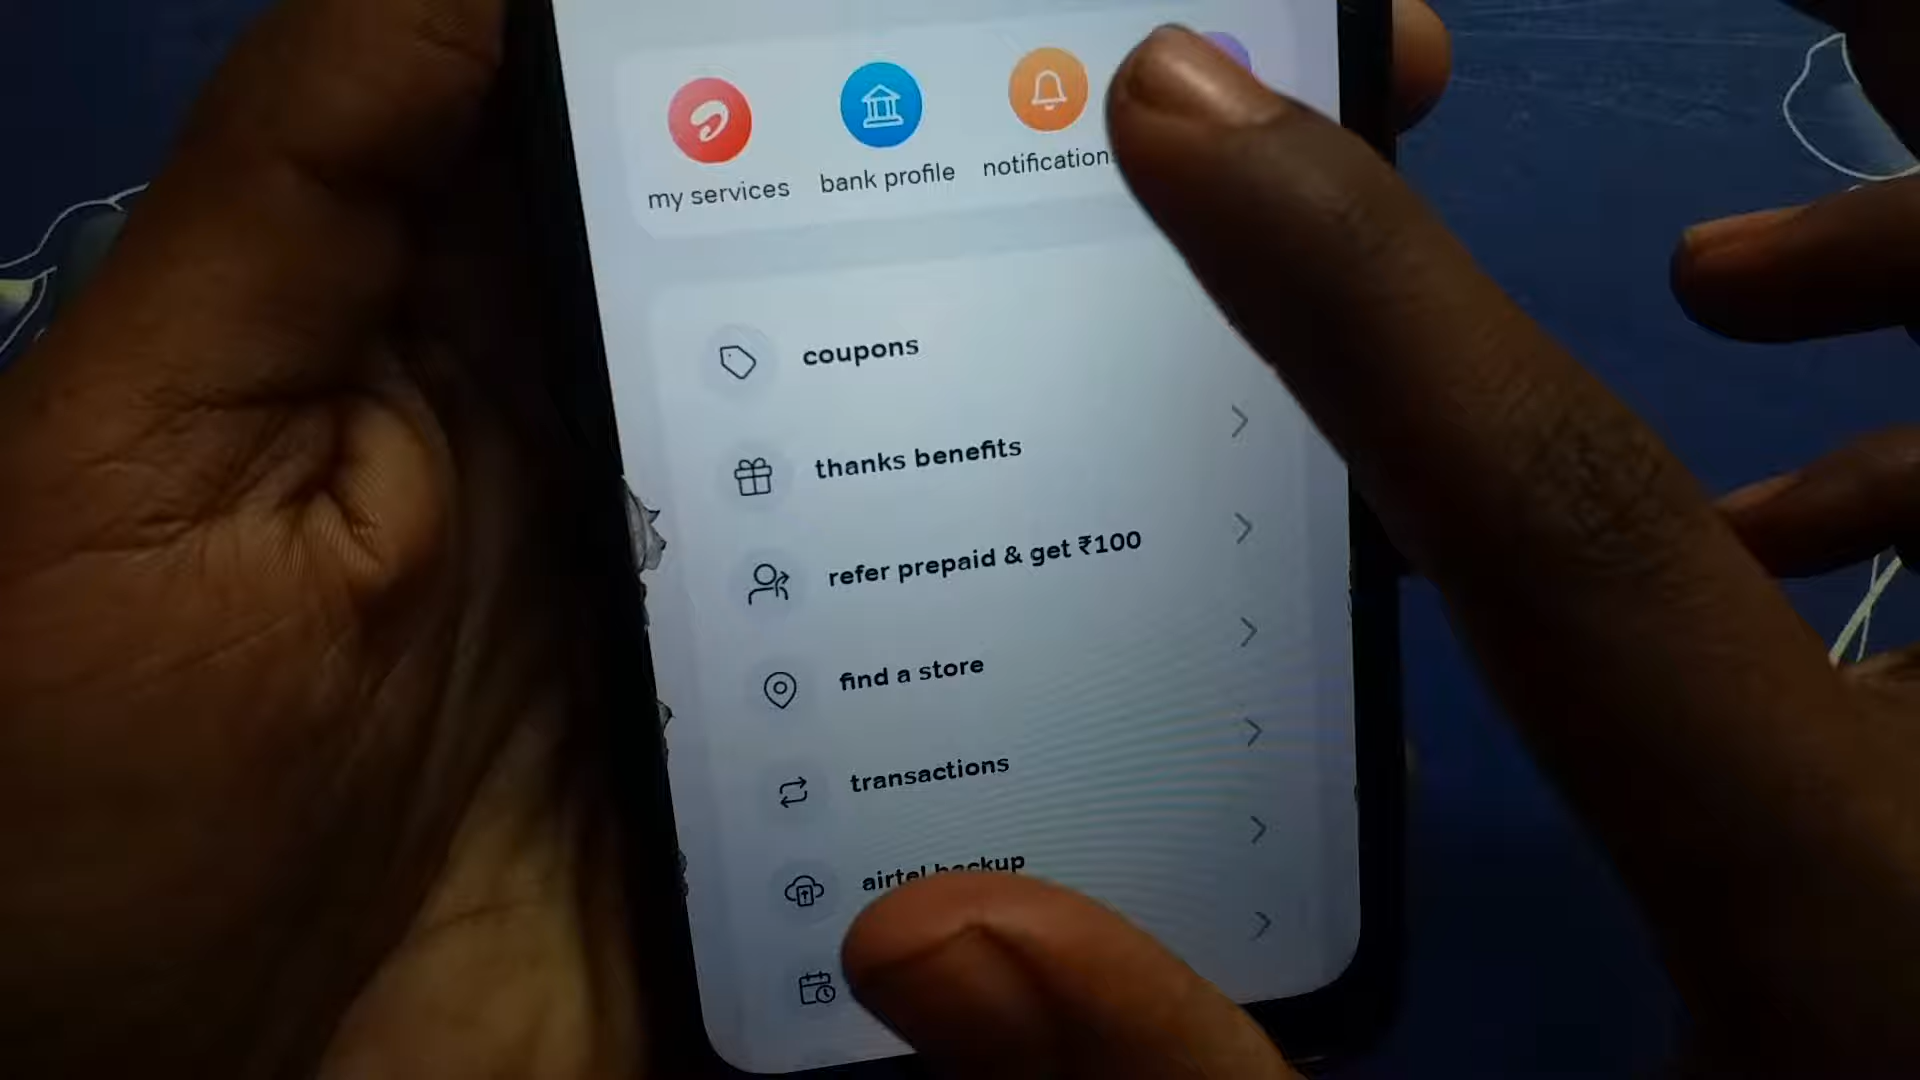 my services
bank profile
notification
coupons
thanks benefits
refer prepaid & get ₹100
find a store
transactions
airtel backup